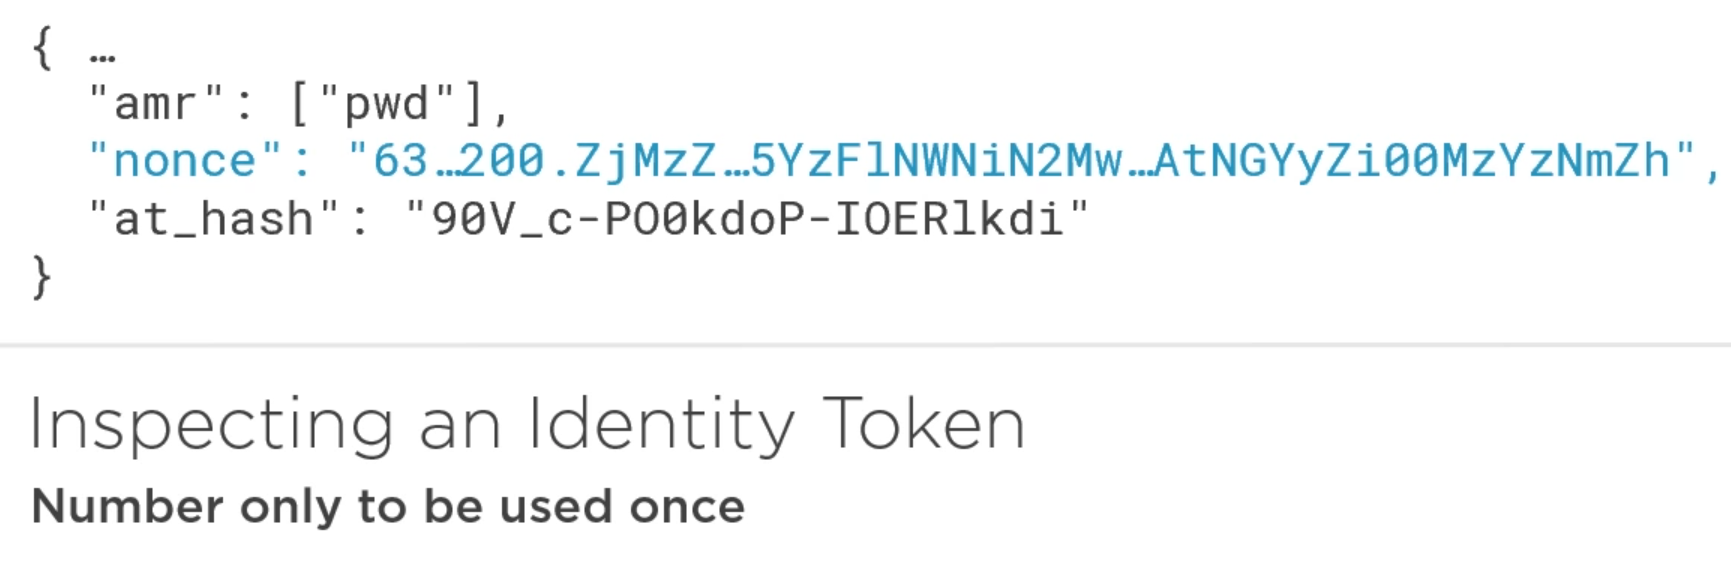 { …
"amr": ["pwd"],
"nonce": "63…200.ZjMzZ…5YzFlNWNiN2Mw…AtNGYyZi00MzYzNmZh",
"at_hash": "90V_c-PO0kdoP-IOERlkdi"
}
Inspecting an Identity Token
Number only to be used once